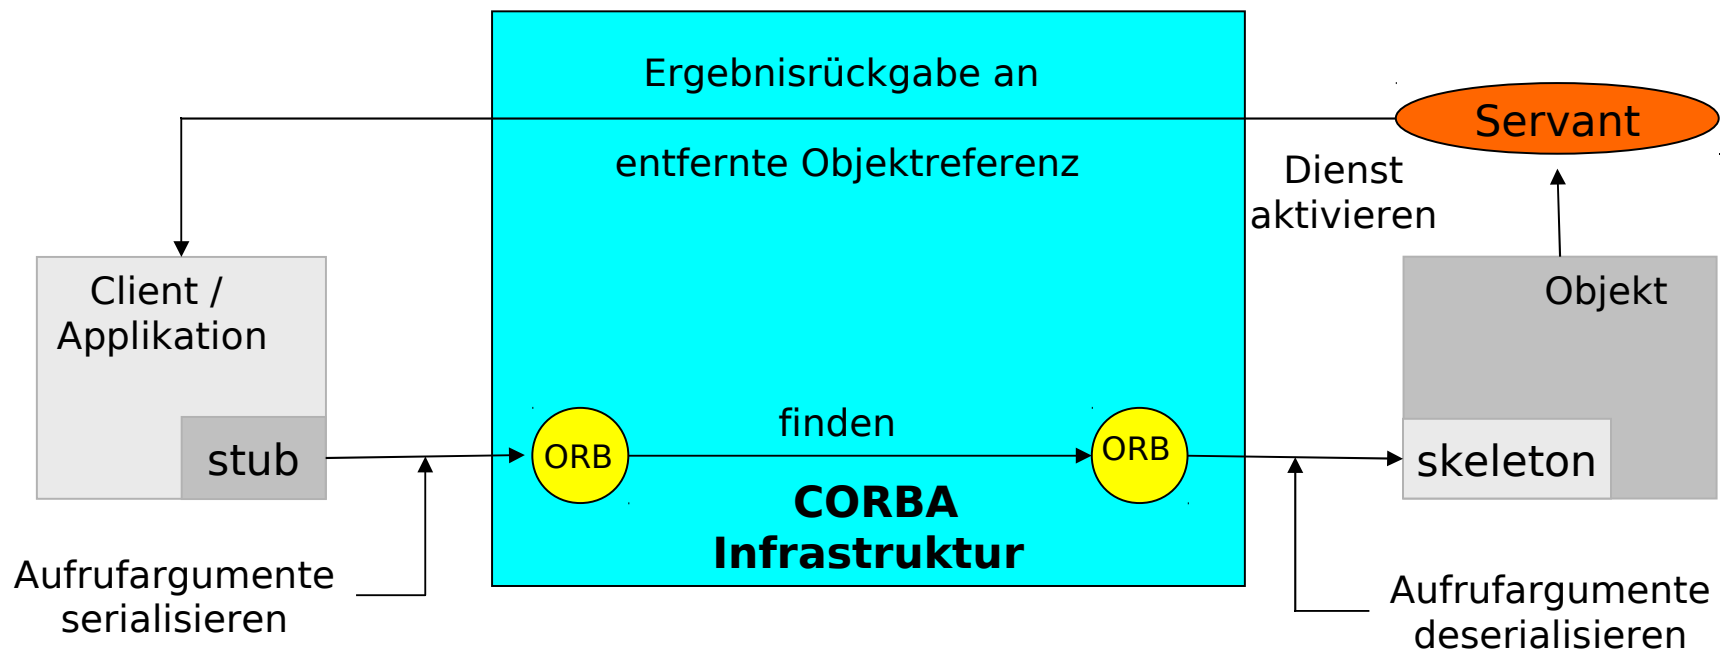 Ergebnisrückgabe an
entfernte Objektreferenz
Servant
Dienst
aktivieren
Client /
Applikation
stub
Objekt
skeleton
ORB
finden
ORB
CORBA
Infrastruktur
Aufrufargumente
serialisieren
Aufrufargumente
deserialisieren